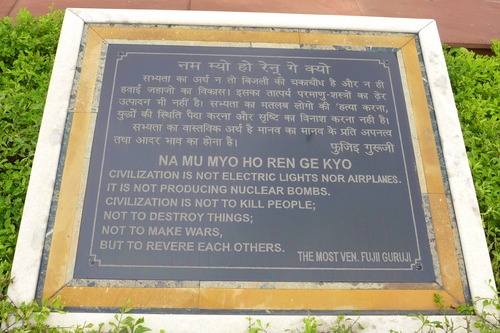 नम म्यो हो रेनु गे क्यो
सभ्यता का अर्थ न तो बिजली की चकाचौंध है और न ही
हवाई जहाजो का विकास। इसका तात्पर्य परमाणु-शस्त्रों का ढ़ेर
उत्पादन भी नहीं है। सभ्यता का मतलब लोगों की हत्या करना,
युद्धों की स्थिति पैदा करना और सृष्टि का विनाश करना नहीं है।
सभ्यता का वास्तविक अर्थ है मानव का मानव के प्रति अपनत्व
तथा आदर भाव का होना है। फुजिइ गुरूजी
NA MU MYO HO REN GE KYO
CIVILIZATION IS NOT ELECTRIC LIGHTS NOR AIRPLANES.
IT IS NOT PRODUCING NUCLEAR BOMBS.
CIVILIZATION IS NOT TO KILL PEOPLE;
NOT TO DESTROY THINGS;
NOT TO MAKE WARS,
BUT TO REVERE EACH OTHERS. THE MOST VEN. FUJII GURUJI